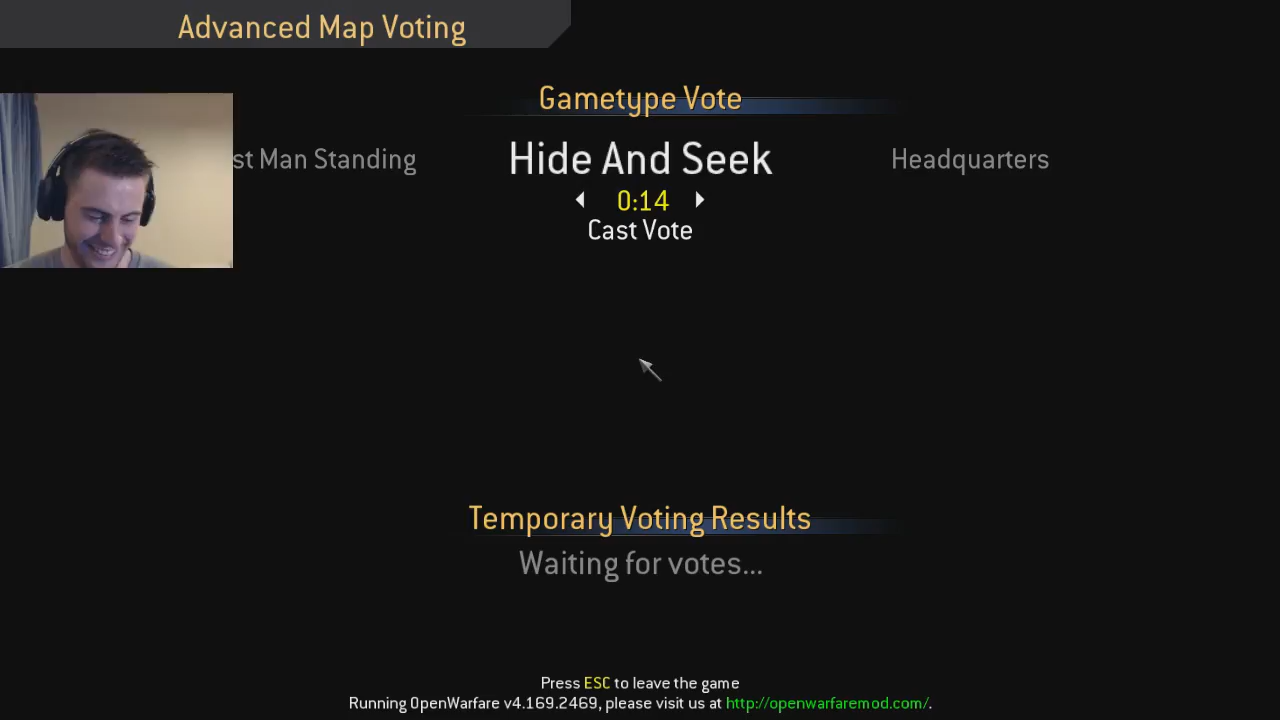 Advanced Map Voting
Gametype Vote
st Man Standing
Hide And Seek
Headquarters
0:14
Cast Vote
Temporary Voting Results
Waiting for votes...
Press ESC to leave the game
Running OpenWarfare v4.169.2469, please visit us at http://openwarfaremod.com/.